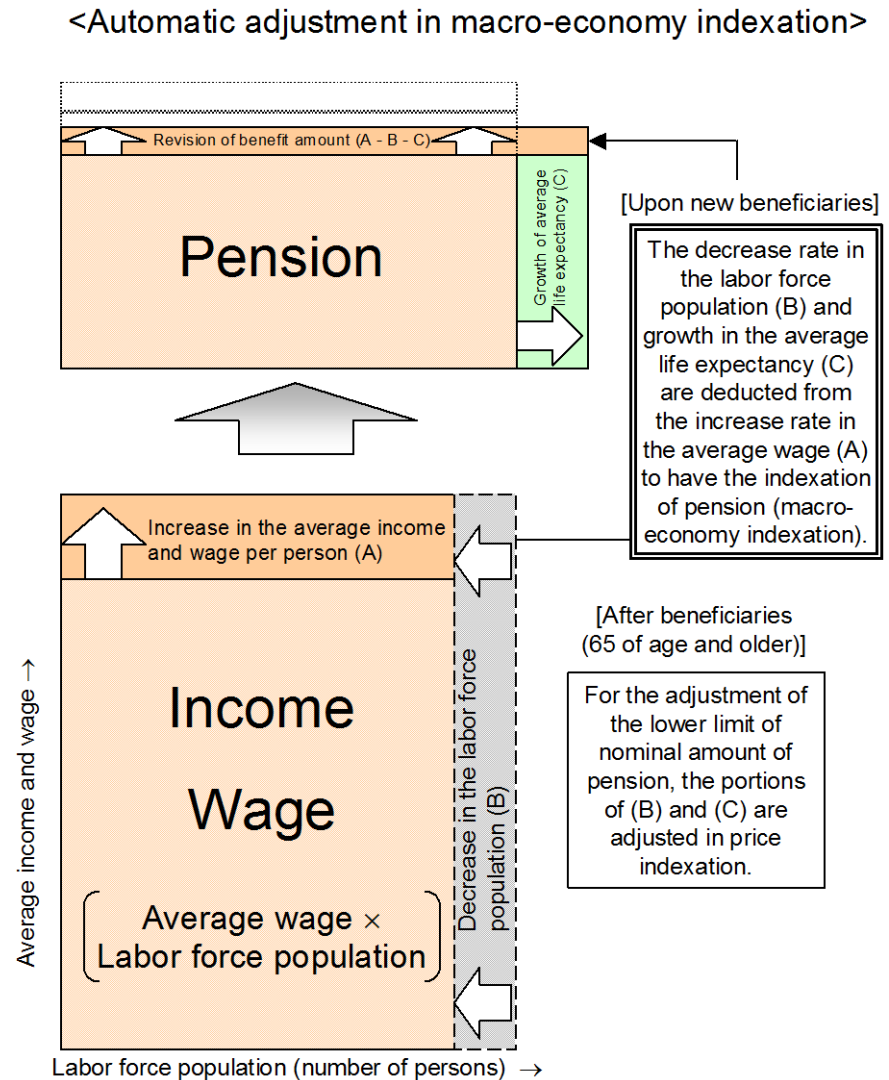 <Automatic adjustment in macro-economy indexation>
Revision of benefit amount (A - B - C)
Pension
Growth of average
life expectancy (C)
[Upon new beneficiaries]
The decrease rate in
the labor force
population (B) and
growth in the average
life expectancy (C)
are deducted from
the increase rate in
the average wage (A)
to have the indexation
of pension (macro-
economy indexation).
Increase in the average income
and wage per person (A)
Income
Wage
Average wage ×
Labor force population
Decrease in the labor force
population (B)
[After beneficiaries
(65 of age and older)]
For the adjustment of
the lower limit of
nominal amount of
pension, the portions
of (B) and (C) are
adjusted in price
indexation.
Average income and wage →
Labor force population (number of persons) →